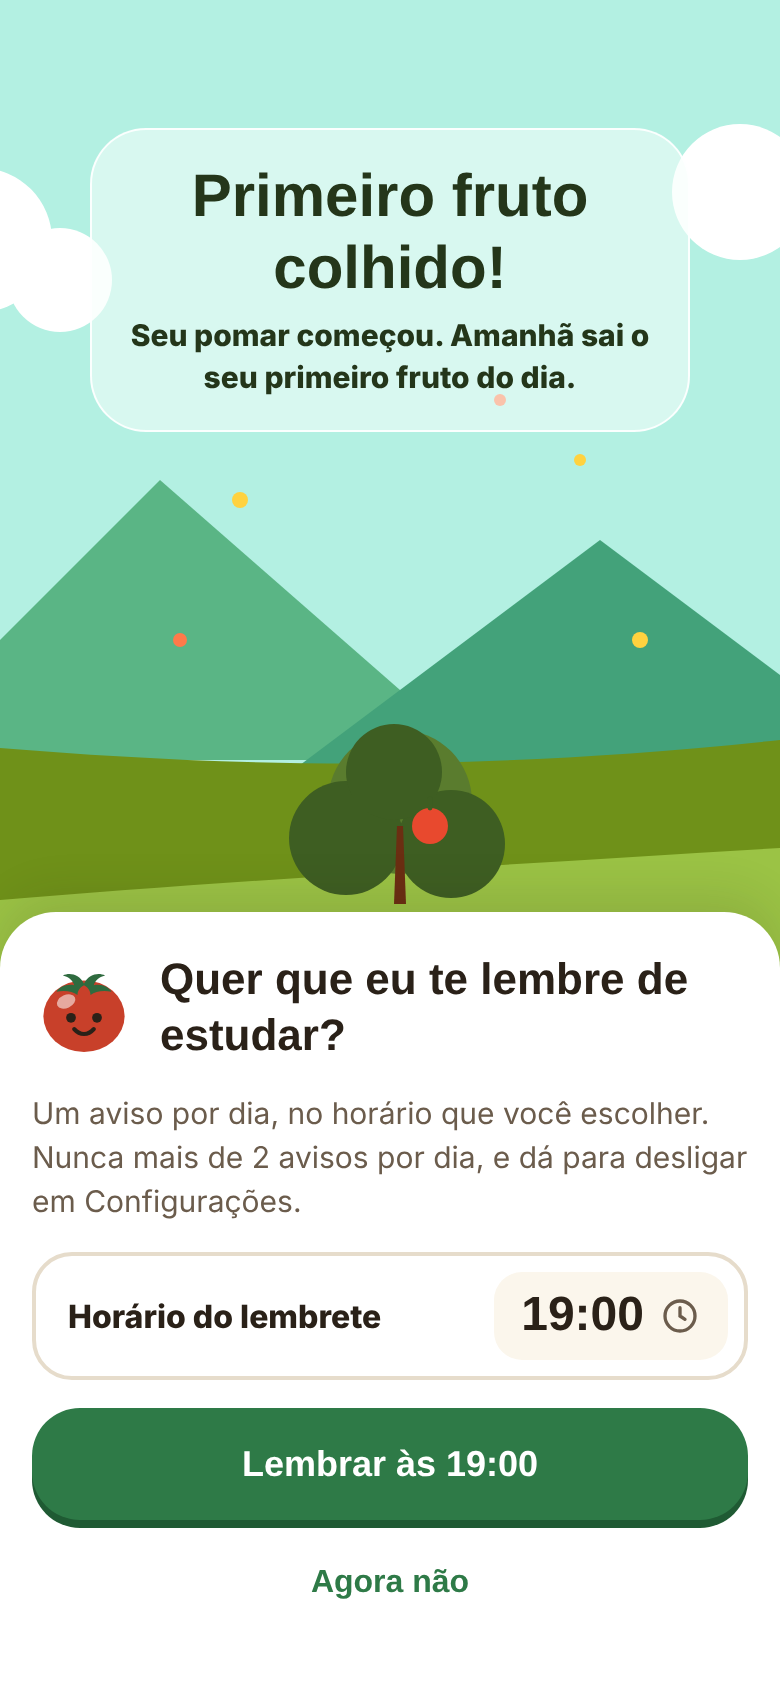 Primeiro fruto
colhido!
Seu pomar começou. Amanhã sai o
seu primeiro fruto do dia.
Quer que eu te lembre de
estudar?
Um aviso por dia, no horário que você escolher.
Nunca mais de 2 avisos por dia, e dá para desligar
em Configurações.
Horário do lembrete
19:00
Lembrar às 19:00
Agora não